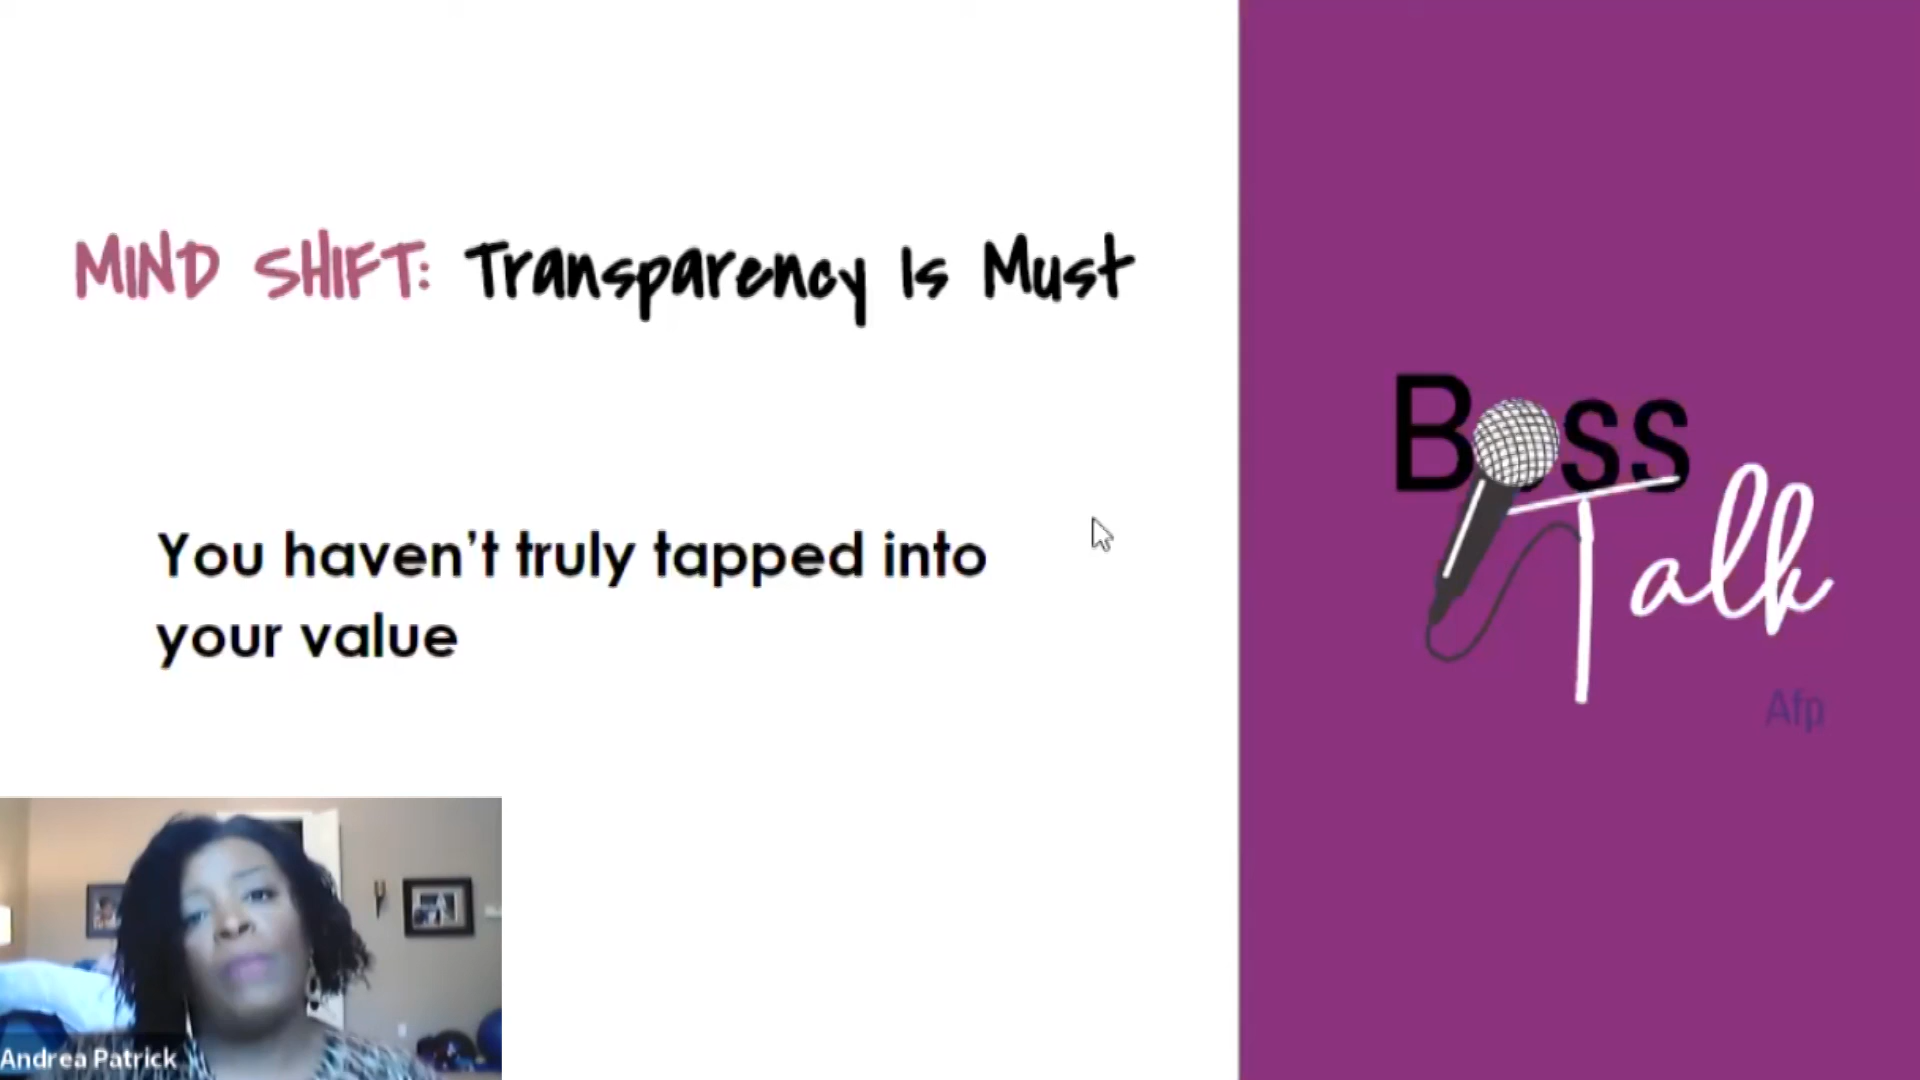 MIND SHIFT: Transparency Is Must
You haven't truly tapped into
your value
Boss
Talk
Afp
Andrea Patrick